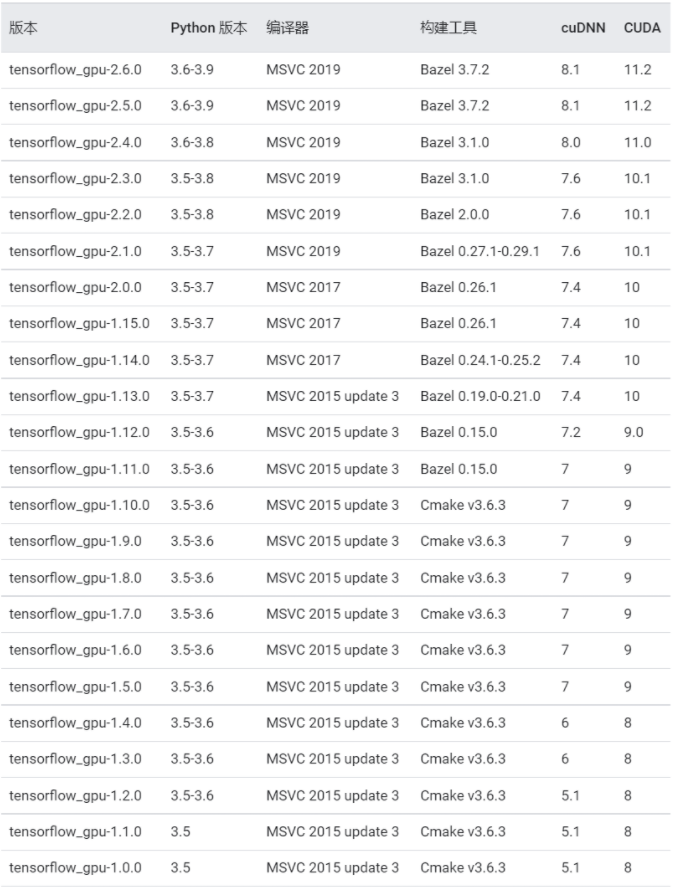 版本 Python 版本 编译器 构建工具 cuDNN CUDA
tensorflow_gpu-2.6.0 3.6-3.9 MSVC 2019 Bazel 3.7.2 8.1 11.2
tensorflow_gpu-2.5.0 3.6-3.9 MSVC 2019 Bazel 3.7.2 8.1 11.2
tensorflow_gpu-2.4.0 3.6-3.8 MSVC 2019 Bazel 3.1.0 8.0 11.0
tensorflow_gpu-2.3.0 3.5-3.8 MSVC 2019 Bazel 3.1.0 7.6 10.1
tensorflow_gpu-2.2.0 3.5-3.8 MSVC 2019 Bazel 2.0.0 7.6 10.1
tensorflow_gpu-2.1.0 3.5-3.7 MSVC 2019 Bazel 0.27.1-0.29.1 7.6 10.1
tensorflow_gpu-2.0.0 3.5-3.7 MSVC 2017 Bazel 0.26.1 7.4 10
tensorflow_gpu-1.15.0 3.5-3.7 MSVC 2017 Bazel 0.26.1 7.4 10
tensorflow_gpu-1.14.0 3.5-3.7 MSVC 2017 Bazel 0.24.1-0.25.2 7.4 10
tensorflow_gpu-1.13.0 3.5-3.7 MSVC 2015 update 3 Bazel 0.19.0-0.21.0 7.4 10
tensorflow_gpu-1.12.0 3.5-3.6 MSVC 2015 update 3 Bazel 0.15.0 7.2 9.0
tensorflow_gpu-1.11.0 3.5-3.6 MSVC 2015 update 3 Bazel 0.15.0 7 9
tensorflow_gpu-1.10.0 3.5-3.6 MSVC 2015 update 3 Cmake v3.6.3 7 9
tensorflow_gpu-1.9.0 3.5-3.6 MSVC 2015 update 3 Cmake v3.6.3 7 9
tensorflow_gpu-1.8.0 3.5-3.6 MSVC 2015 update 3 Cmake v3.6.3 7 9
tensorflow_gpu-1.7.0 3.5-3.6 MSVC 2015 update 3 Cmake v3.6.3 7 9
tensorflow_gpu-1.6.0 3.5-3.6 MSVC 2015 update 3 Cmake v3.6.3 7 9
tensorflow_gpu-1.5.0 3.5-3.6 MSVC 2015 update 3 Cmake v3.6.3 7 9
tensorflow_gpu-1.4.0 3.5-3.6 MSVC 2015 update 3 Cmake v3.6.3 6 8
tensorflow_gpu-1.3.0 3.5-3.6 MSVC 2015 update 3 Cmake v3.6.3 6 8
tensorflow_gpu-1.2.0 3.5-3.6 MSVC 2015 update 3 Cmake v3.6.3 5.1 8
tensorflow_gpu-1.1.0 3.5 MSVC 2015 update 3 Cmake v3.6.3 5.1 8
tensorflow_gpu-1.0.0 3.5 MSVC 2015 update 3 Cmake v3.6.3 5.1 8